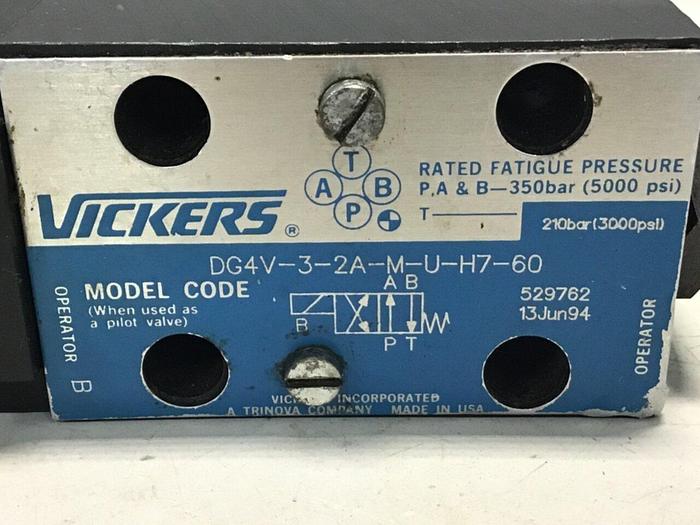 T
A B
P
VICKERS®
RATED FATIGUE PRESSURE
P,A & B—350bar (5000 psi)
T 210bar(3000psi)
DG4V-3-2A-M-U-H7-60
MODEL CODE
(When used as
a pilot valve)
A B
B
P T
529762
13Jun94
OPERATOR B
OPERATOR
INCORPORATED
A TRINOVA COMPANY MADE IN USA